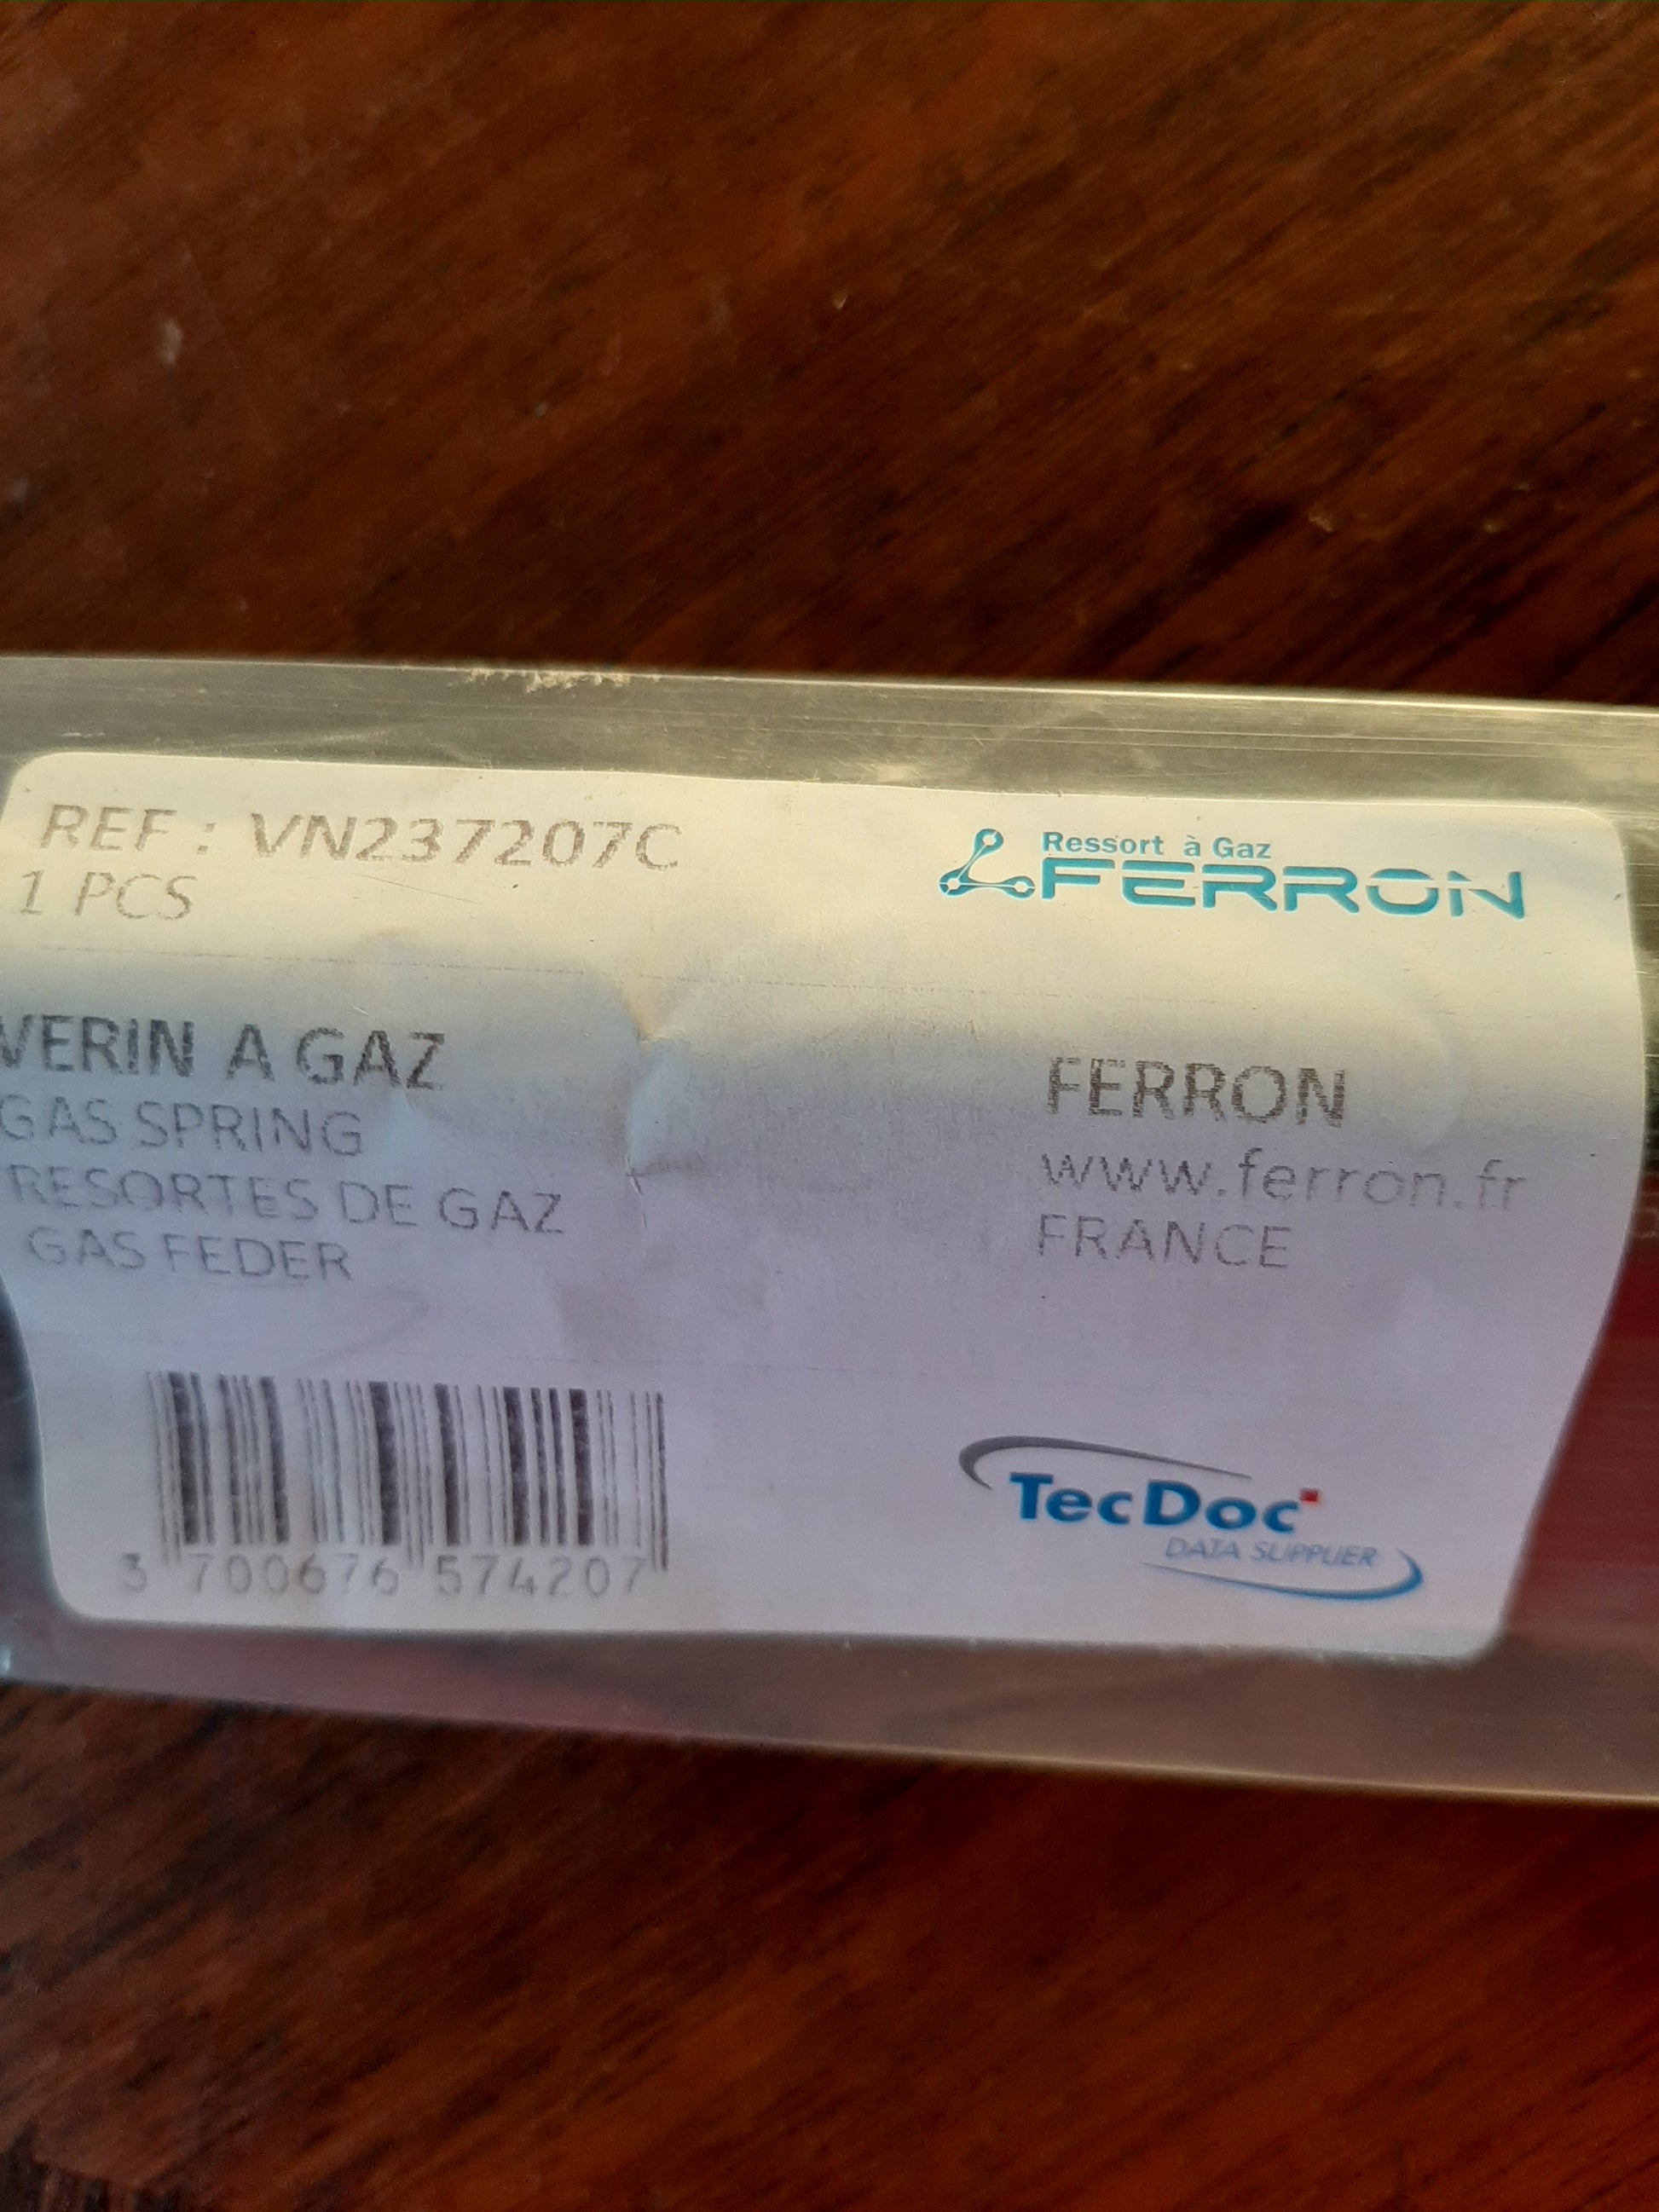 REF : VN237207C
1 PCS
Ressort à Gaz
FERRON
VERIN A GAZ
GAS SPRING
RESORTES DE GAZ
GAS FEDER
FERRON
www.ferron.fr
FRANCE
3 700676 574207
TecDoc
DATA SUPPLIER